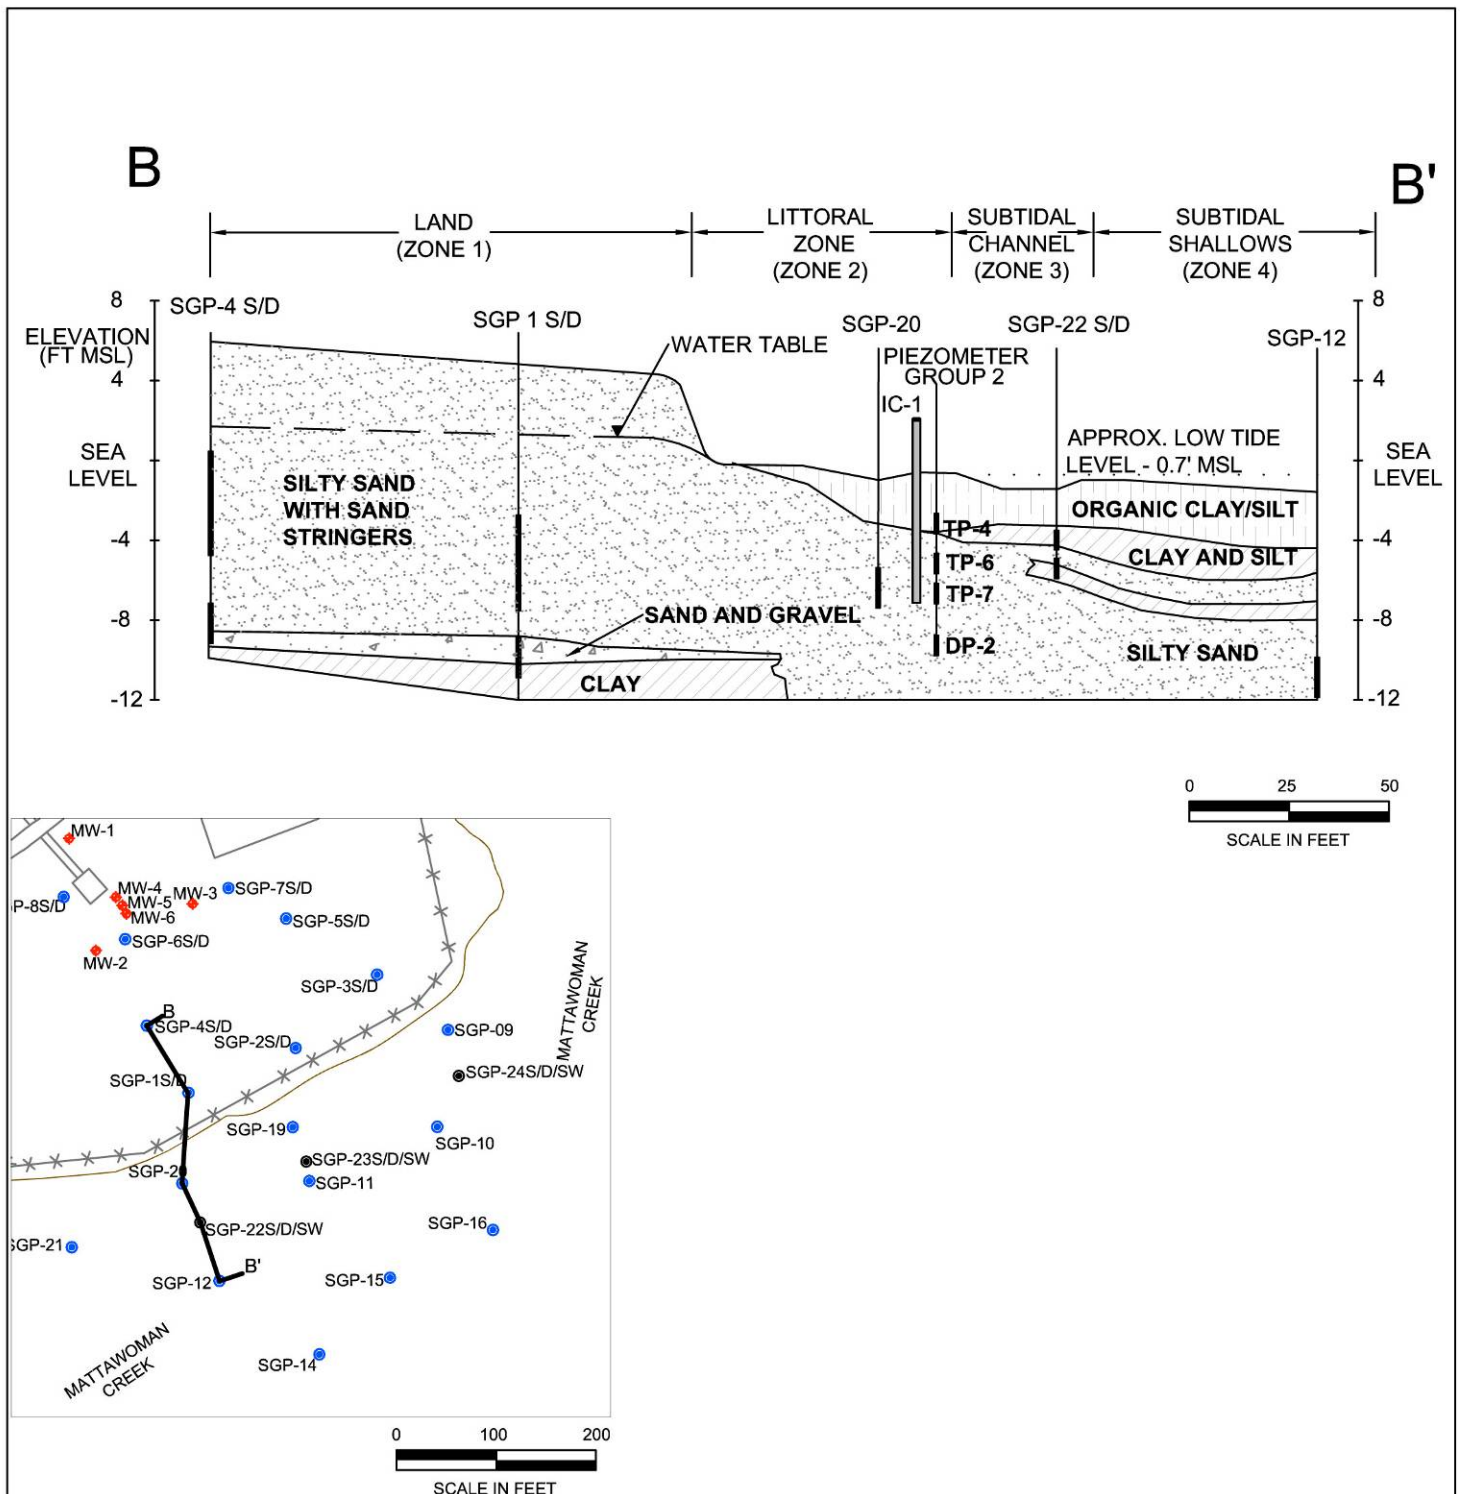 B
B'
LAND
(ZONE 1)
LITTORAL
ZONE
(ZONE 2)
SUBTIDAL
CHANNEL
(ZONE 3)
SUBTIDAL
SHALLOWS
(ZONE 4)
8
ELEVATION
(FT MSL)
4
SEA
LEVEL
-4
-8
-12
SGP-4 S/D
SGP 1 S/D
WATER TABLE
SGP-20
PIEZOMETER
GROUP 2
IC-1
SGP-22 S/D
SGP-12
8
4
SEA
LEVEL
-4
-8
-12
APPROX. LOW TIDE
LEVEL - 0.7' MSL
SILTY SAND
WITH SAND
STRINGERS
ORGANIC CLAY/SILT
TP-4
CLAY AND SILT
TP-6
TP-7
SAND AND GRAVEL
DP-2
SILTY SAND
CLAY
0 25 50
SCALE IN FEET
MW-1
MW-4
MW-5
MW-6
MW-3
SGP-7S/D
P-8S/D
SGP-5S/D
SGP-6S/D
MW-2
SGP-3S/D
MATTAWOMAN
CREEK
B
SGP-4S/D
SGP-2S/D
SGP-09
SGP-24S/D/SW
SGP-1S/D
SGP-19
SGP-10
SGP-23S/D/SW
SGP-20
SGP-11
SGP-22S/D/SW
SGP-16
SGP-21
B'
SGP-12
SGP-15
SGP-14
MATTAWOMAN
CREEK
0 100 200
SCALE IN FEET